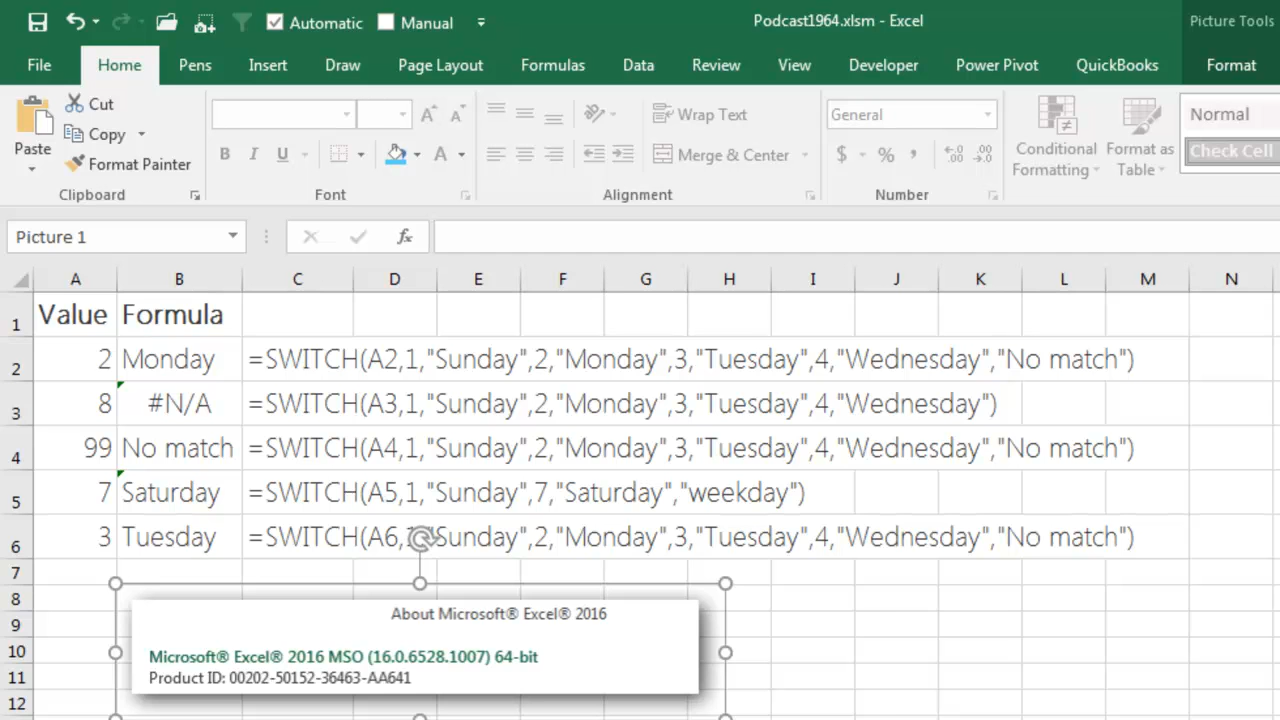 Automatic Manual Podcast1964.xlsm - Excel Picture Tools
File Home Pens Insert Draw Page Layout Formulas Data Review View Developer Power Pivot QuickBooks Format
Paste Cut Copy Format Painter
Clipboard
B I U A
Font
Wrap Text
Merge & Center
Alignment
General
$ % , .0 .00 .00 .0
Number
Conditional Formatting
Format as Table
Normal
Check Cell
Picture 1 fx
A B C D E F G H I J K L M N
1 Value Formula
2 2 Monday =SWITCH(A2,1,"Sunday",2,"Monday",3,"Tuesday",4,"Wednesday","No match")
3 8 #N/A =SWITCH(A3,1,"Sunday",2,"Monday",3,"Tuesday",4,"Wednesday")
4 99 No match =SWITCH(A4,1,"Sunday",2,"Monday",3,"Tuesday",4,"Wednesday","No match")
5 7 Saturday =SWITCH(A5,1,"Sunday",7,"Saturday","weekday")
6 3 Tuesday =SWITCH(A6,1,"Sunday",2,"Monday",3,"Tuesday",4,"Wednesday","No match")
7
8 About Microsoft® Excel® 2016
9
10 Microsoft® Excel® 2016 MSO (16.0.6528.1007) 64-bit
11 Product ID: 00202-50152-36463-AA641
12